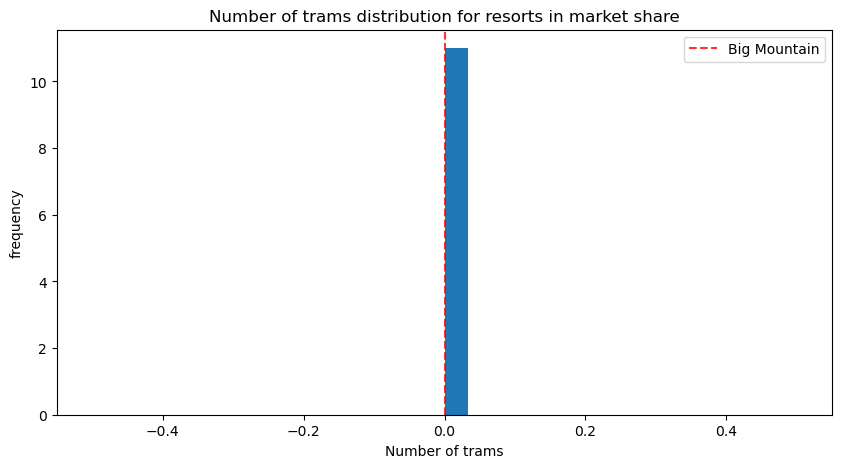 Number of trams distribution for resorts in market share
Big Mountain
frequency
10
8
6
4
2
0
−0.4
−0.2
0.0
0.2
0.4
Number of trams